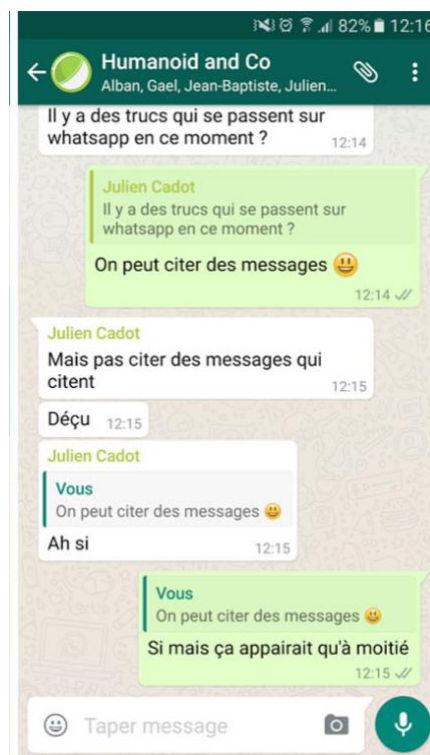 82% 12:16
Humanoid and Co
Alban, Gael, Jean-Baptiste, Julien...
Il y a des trucs qui se passent sur
whatsapp en ce moment ?
12:14
Julien Cadot
Il y a des trucs qui se passent sur
whatsapp en ce moment ?
On peut citer des messages 😃
12:14
Julien Cadot
Mais pas citer des messages qui
citent
12:15
Déçu 12:15
Julien Cadot
Vous
On peut citer des messages 😃
Ah si
12:15
Vous
On peut citer des messages 😃
Si mais ça appairait qu'à moitié
12:15
Taper message